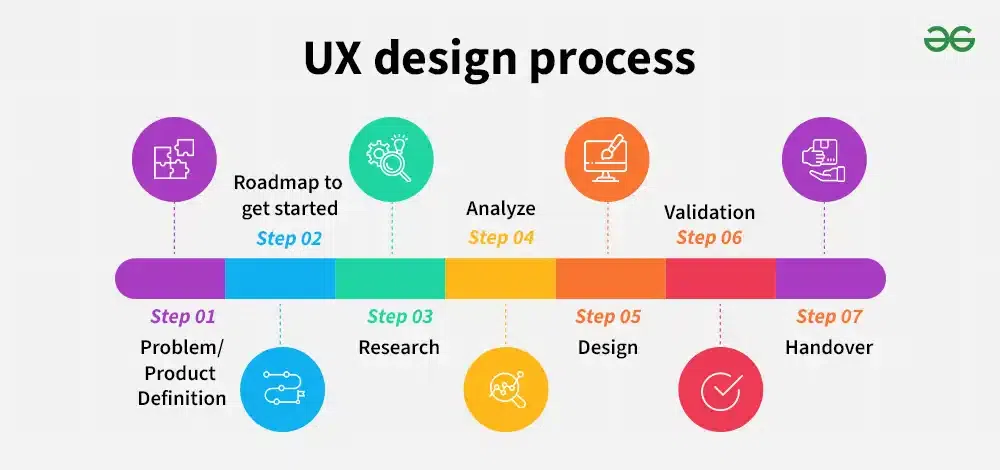 UX design process
Step 01
Problem/
Product
Definition
Roadmap to
get started
Step 02
Step 03
Research
Analyze
Step 04
Step 05
Design
Validation
Step 06
Step 07
Handover